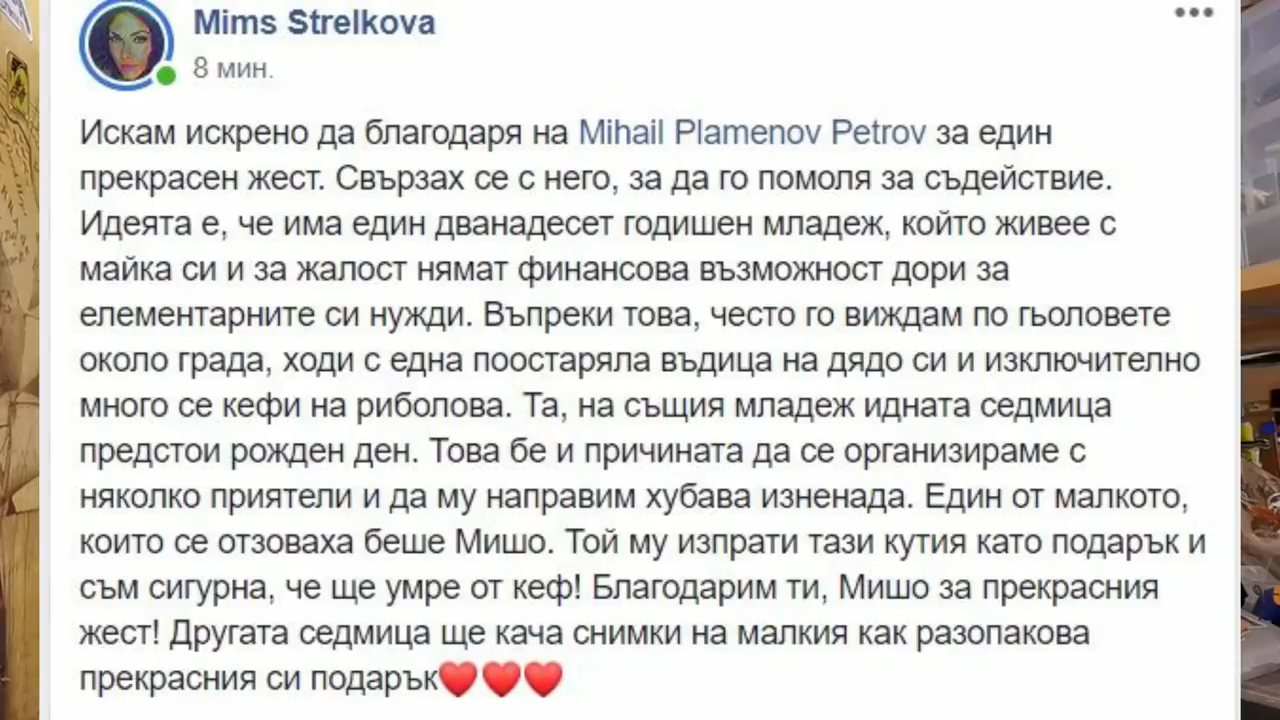 Mims Strelkova
8 мин.
Искам искрено да благодаря на Mihail Plamenov Petrov за един
прекрасен жест. Свързах се с него, за да го помоля за съдействие.
Идеята е, че има един дванадесет годишен младеж, който живее с
майка си и за жалост нямат финансова възможност дори за
елементарните си нужди. Въпреки това, често го виждам по гьоловете
около града, ходи с една поостаряла въдица на дядо си и изключително
много се кефи на риболова. Та, на същия младеж идната седмица
предстои рожден ден. Това бе и причината да се организираме с
няколко приятели и да му направим хубава изненада. Един от малкото,
които се отзоваха беше Мишо. Той му изпрати тази кутия като подарък и
съм сигурна, че ще умре от кеф! Благодарим ти, Мишо за прекрасния
жест! Другата седмица ще кача снимки на малкия как разопакова
прекрасния си подарък❤️❤️❤️